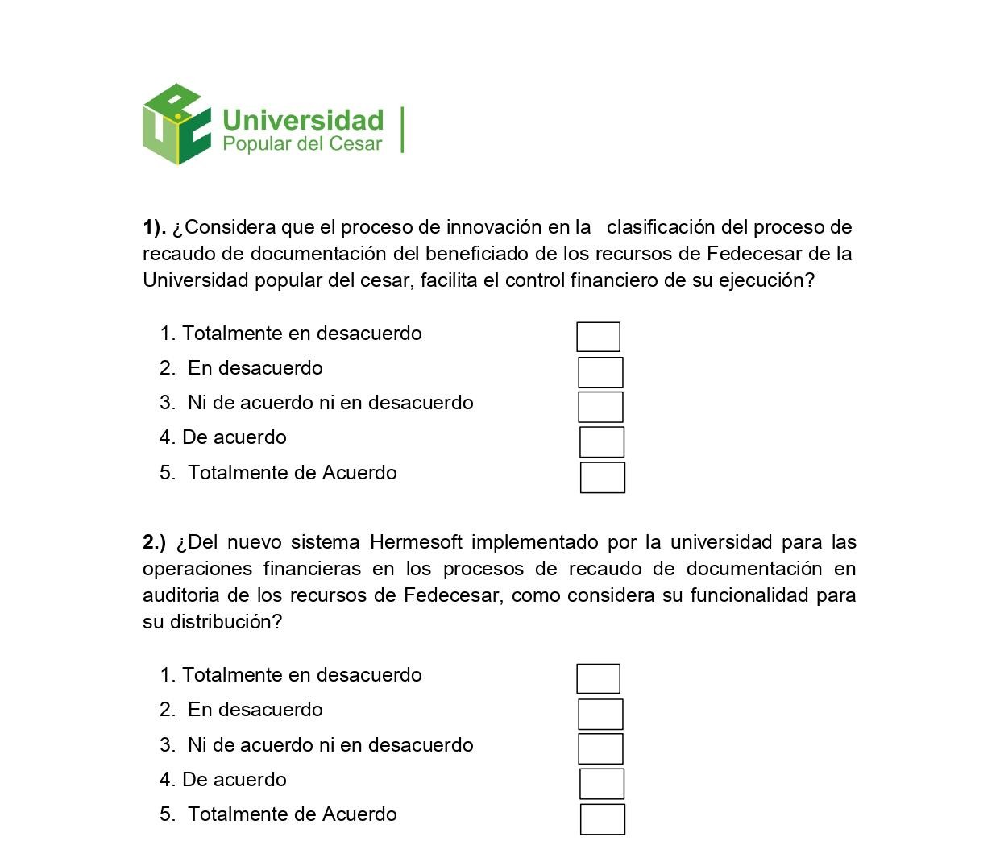 UPC
Universidad
Popular del Cesar
1). ¿Considera que el proceso de innovación en la clasificación del proceso de
recaudo de documentación del beneficiado de los recursos de Fedecesar de la
Universidad popular del cesar, facilita el control financiero de su ejecución?
1. Totalmente en desacuerdo
2. En desacuerdo
3. Ni de acuerdo ni en desacuerdo
4. De acuerdo
5. Totalmente de Acuerdo
2.) ¿Del nuevo sistema Hermesoft implementado por la universidad para las
operaciones financieras en los procesos de recaudo de documentación en
auditoria de los recursos de Fedecesar, como considera su funcionalidad para
su distribución?
1. Totalmente en desacuerdo
2. En desacuerdo
3. Ni de acuerdo ni en desacuerdo
4. De acuerdo
5. Totalmente de Acuerdo